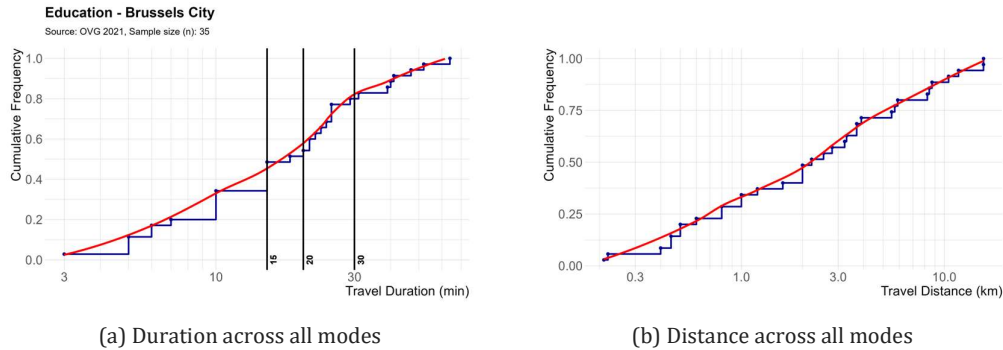 Education - Brussels City
Source: OVG 2021, Sample size (n): 35
Cumulative Frequency
1.0
0.8
0.6
0.4
0.2
0.0
15
20
30
3
10
30
Travel Duration (min)
(a) Duration across all modes
Cumulative Frequency
1.00
0.75
0.50
0.25
0.00
0.3
1.0
3.0
10.0
Travel Distance (km)
(b) Distance across all modes